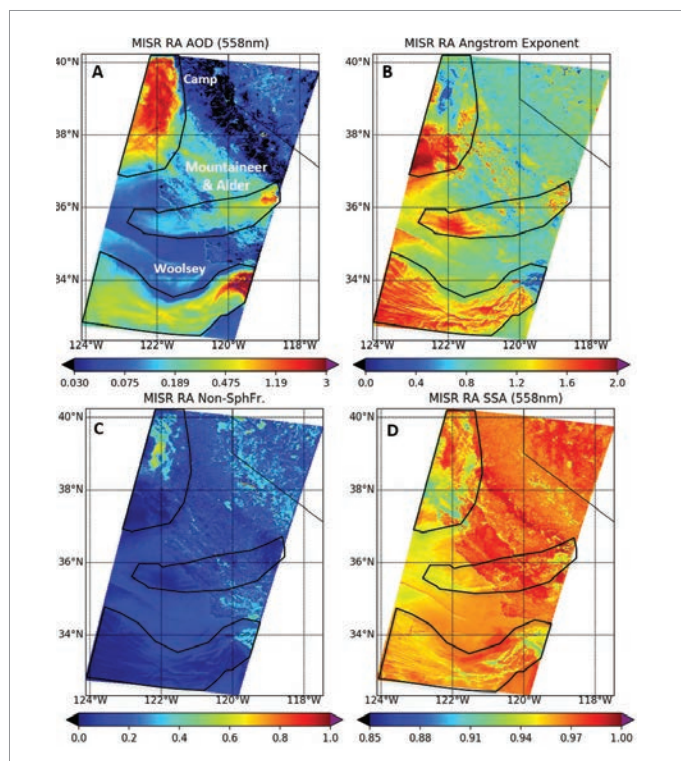 MISR RA AOD (558nm)
A
Camp
Mountaineer
& Alder
Woolsey
40°N
38°N
36°N
34°N
124°W 122°W 120°W 118°W
0.030 0.075 0.189 0.475 1.19 3
MISR RA Angstrom Exponent
B
40°N
38°N
36°N
34°N
124°W 122°W 120°W 118°W
0.0 0.4 0.8 1.2 1.6 2.0
MISR RA Non-SphFr.
C
40°N
38°N
36°N
34°N
124°W 122°W 120°W 118°W
0.0 0.2 0.4 0.6 0.8 1.0
MISR RA SSA (558nm)
D
40°N
38°N
36°N
34°N
124°W 122°W 120°W 118°W
0.85 0.88 0.91 0.94 0.97 1.00